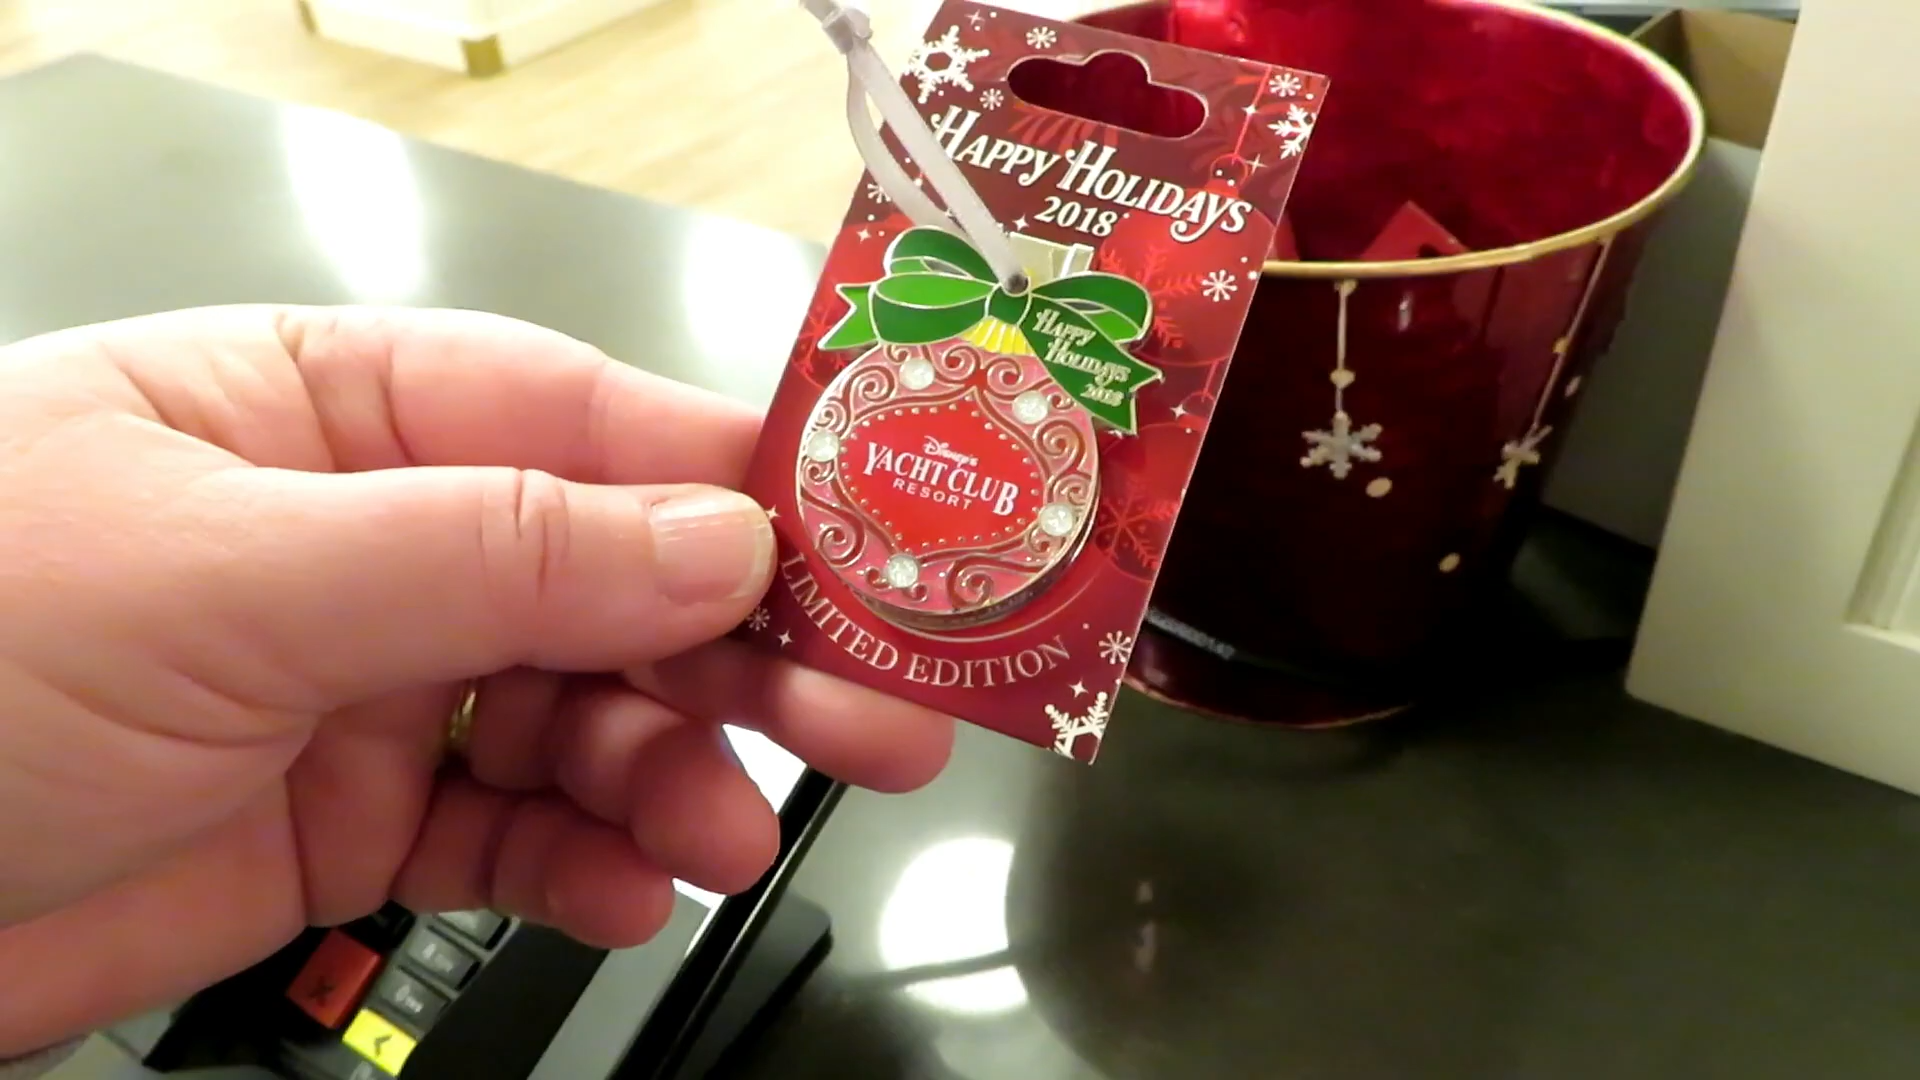 HAPPY HOLIDAYS
2018
HAPPY
HOLIDAYS
2018
DISNEY'S
YACHT CLUB
RESORT
LIMITED EDITION